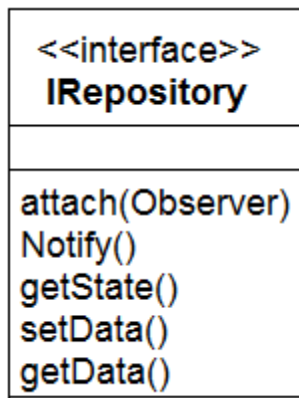 <<interface>>
IRepository
attach(Observer)
Notify()
getState()
setData()
getData()